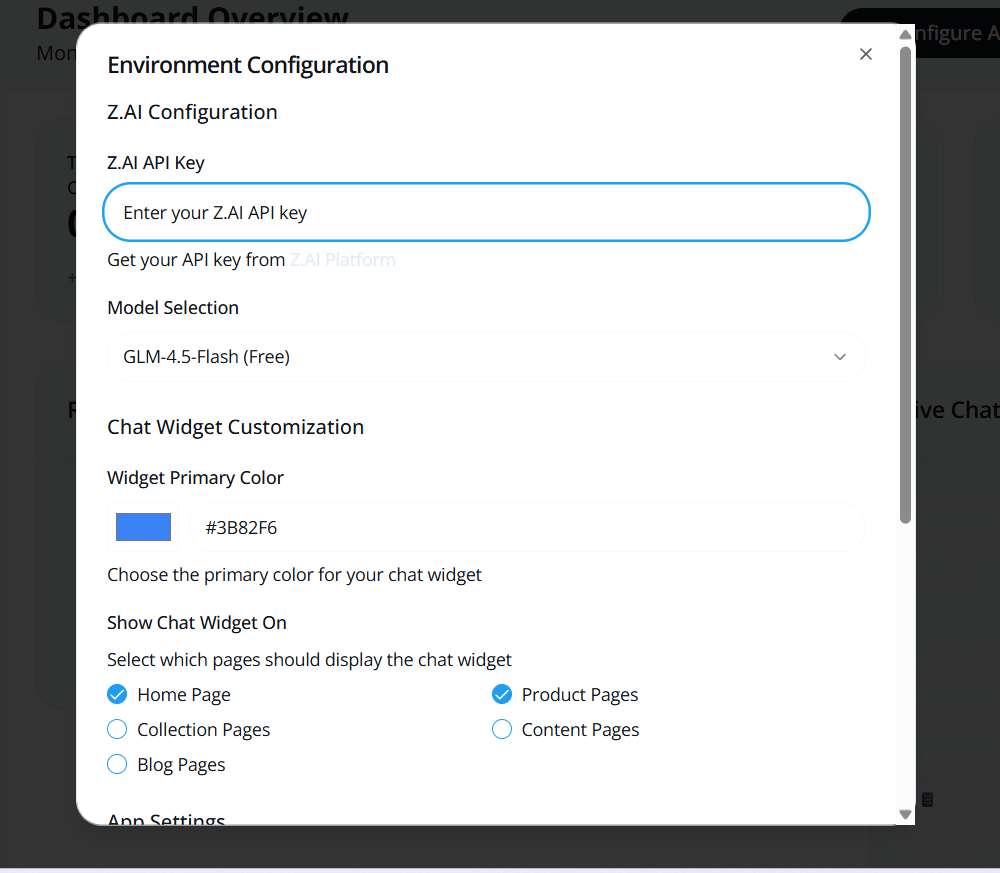 Dashboard Overview
Mon
nfigure A
Environment Configuration
Z.AI Configuration
Z.AI API Key
Enter your Z.AI API key
Get your API key from Z.AI Platform
Model Selection
GLM-4.5-Flash (Free)
ive Chat
Chat Widget Customization
Widget Primary Color
#3B82F6
Choose the primary color for your chat widget
Show Chat Widget On
Select which pages should display the chat widget
Home Page
Product Pages
Collection Pages
Content Pages
Blog Pages
App Settings